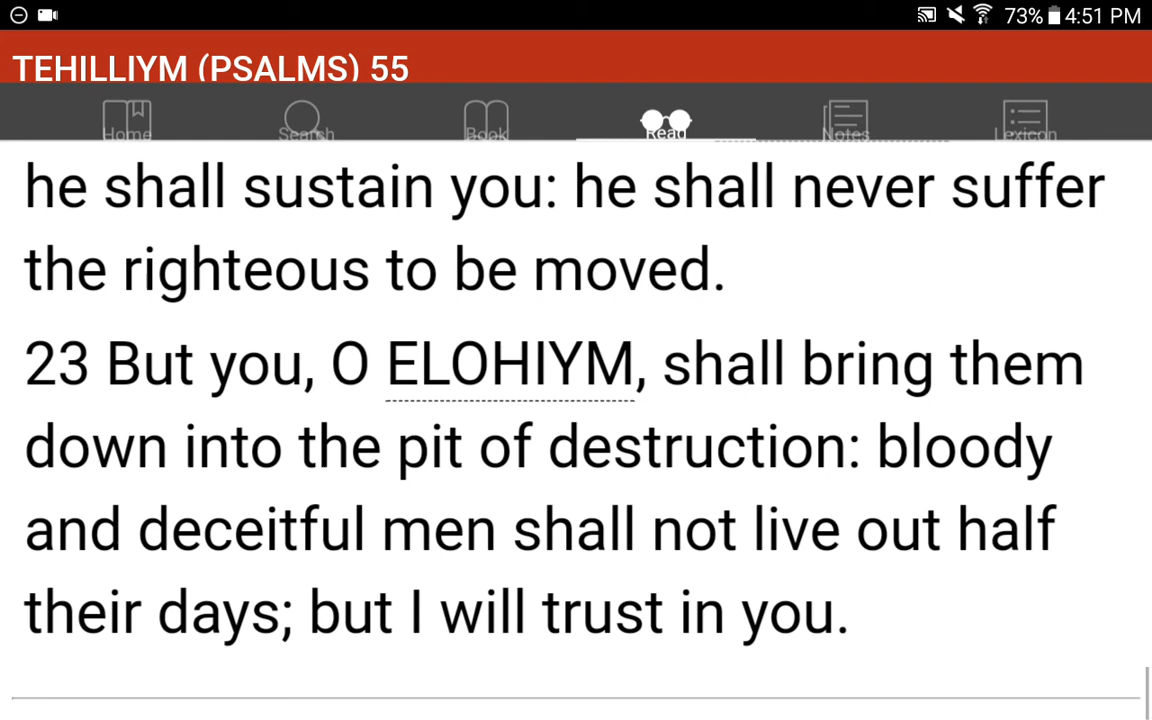 73% 4:51 PM
TEHILLIYM (PSALMS) 55
Home Search Book Read Notes Lexicon
he shall sustain you: he shall never suffer
the righteous to be moved.
23 But you, O ELOHIYM, shall bring them
down into the pit of destruction: bloody
and deceitful men shall not live out half
their days; but I will trust in you.